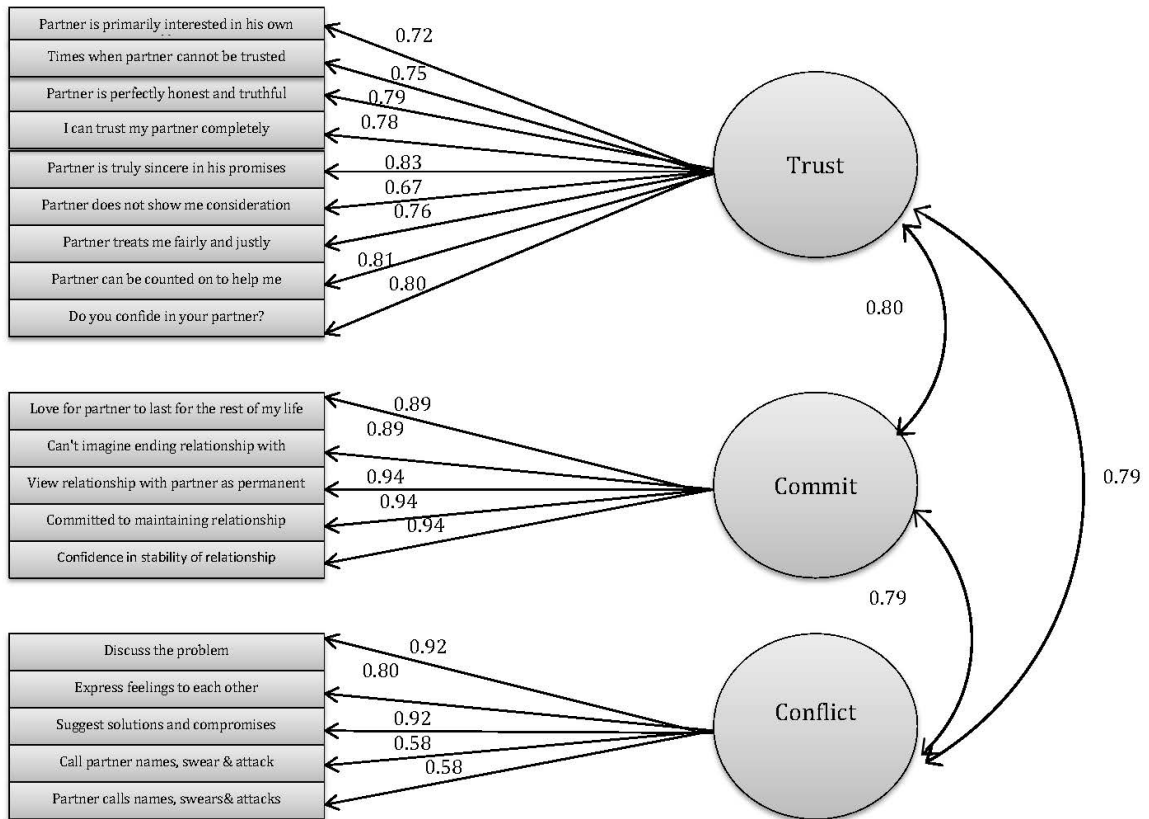 Partner is primarily interested in his own
Times when partner cannot be trusted
Partner is perfectly honest and truthful
I can trust my partner completely
Partner is truly sincere in his promises
Partner does not show me consideration
Partner treats me fairly and justly
Partner can be counted on to help me
Do you confide in your partner?
0.72
0.75
0.79
0.78
0.83
0.67
0.76
0.81
0.80
Trust
0.80
Love for partner to last for the rest of my life
Can't imagine ending relationship with
View relationship with partner as permanent
Committed to maintaining relationship
Confidence in stability of relationship
0.89
0.89
0.94
0.94
0.94
Commit
0.79
0.79
Discuss the problem
Express feelings to each other
Suggest solutions and compromises
Call partner names, swear & attack
Partner calls names, swears& attacks
0.92
0.80
0.92
0.58
0.58
Conflict